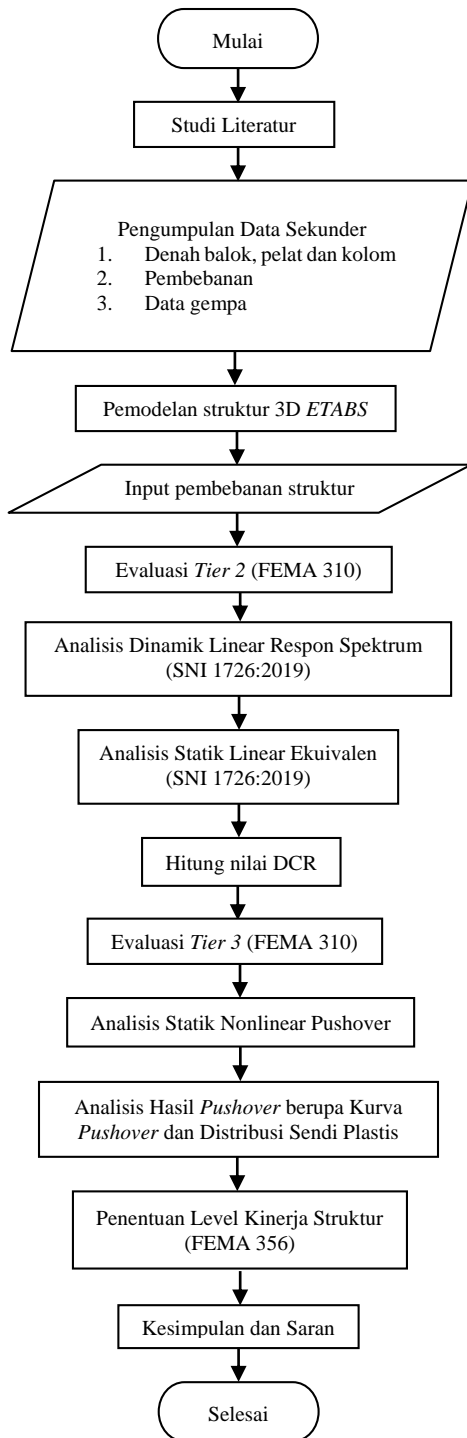 Mulai
Studi Literatur
Pengumpulan Data Sekunder
1. Denah balok, pelat dan kolom
2. Pembebanan
3. Data gempa
Pemodelan struktur 3D ETABS
Input pembebanan struktur
Evaluasi Tier 2 (FEMA 310)
Analisis Dinamik Linear Respon Spektrum
(SNI 1726:2019)
Analisis Statik Linear Ekuivalen
(SNI 1726:2019)
Hitung nilai DCR
Evaluasi Tier 3 (FEMA 310)
Analisis Statik Nonlinear Pushover
Analisis Hasil Pushover berupa Kurva
Pushover dan Distribusi Sendi Plastis
Penentuan Level Kinerja Struktur
(FEMA 356)
Kesimpulan dan Saran
Selesai